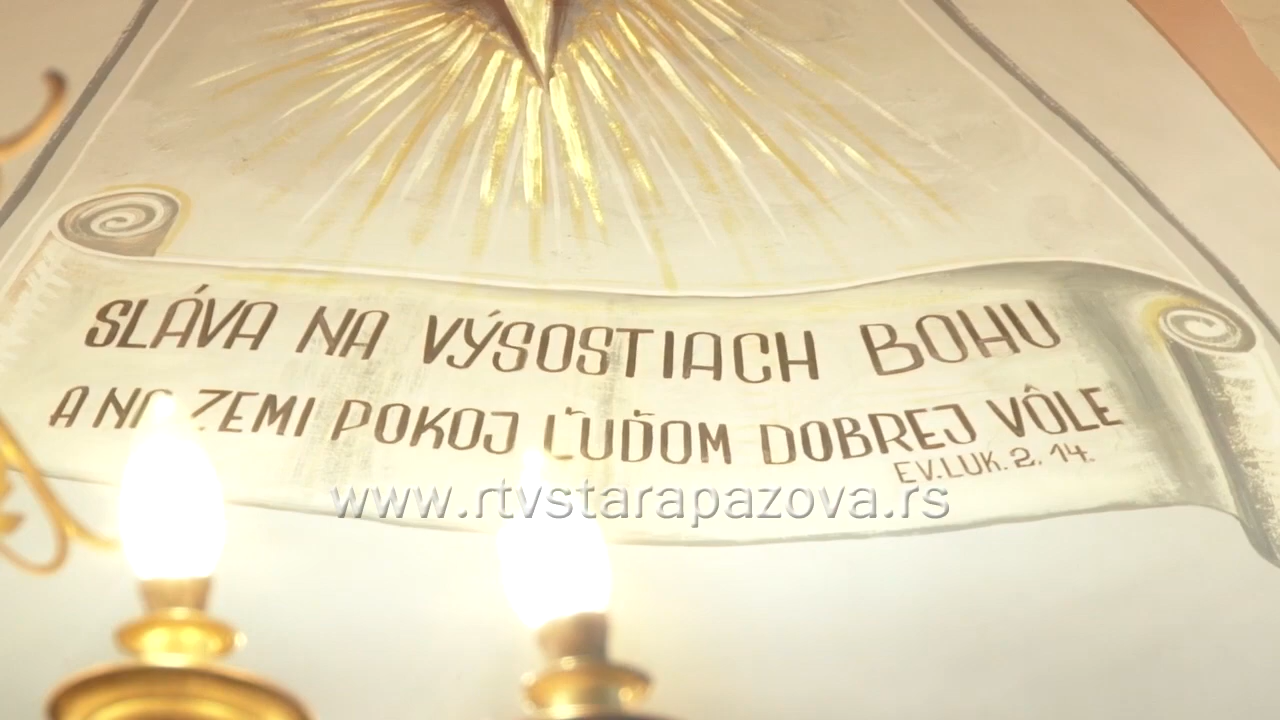 SLÁVA NA VÝSOSTIACH BOHU
A NA ZEMI POKOJ ĽUĎOM DOBREJ VÔLE
EV.LUK. 2. 14.
www.rtvstarapazova.rs